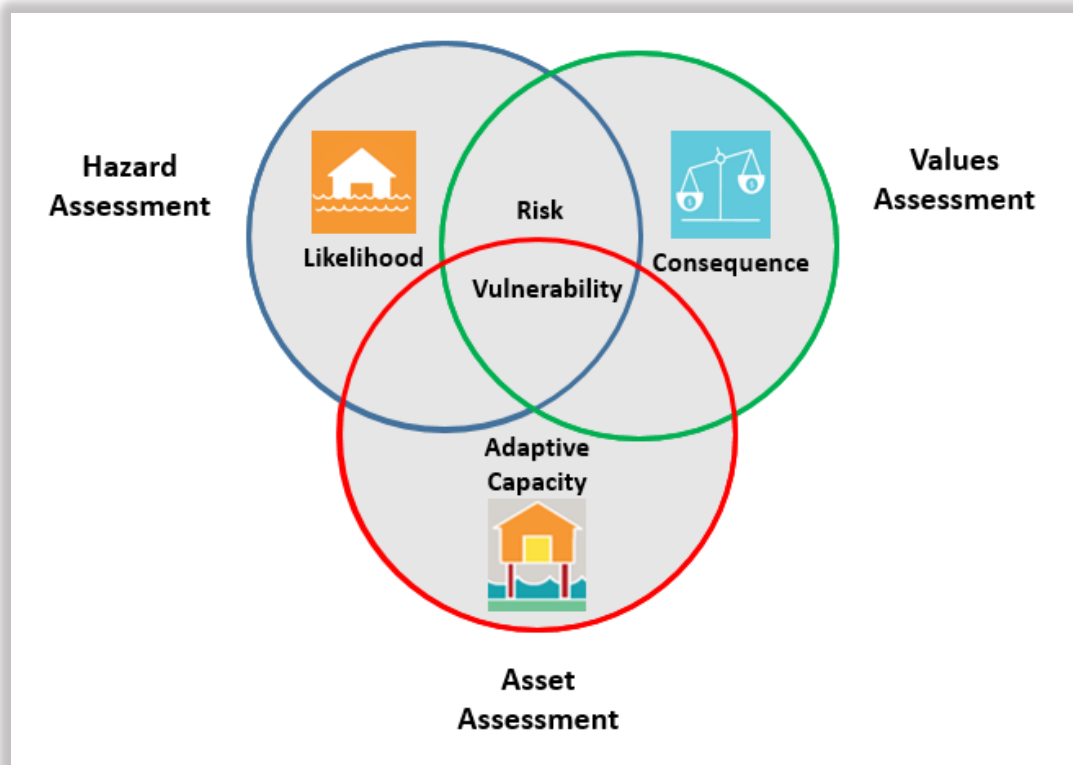 Hazard
Assessment
Likelihood
Risk
Vulnerability
Values
Assessment
$
$
Consequence
Adaptive
Capacity
Asset
Assessment